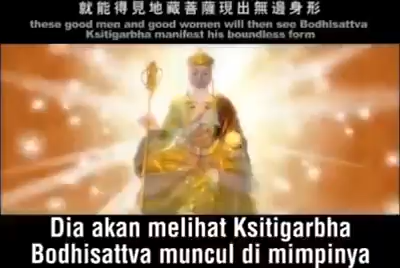 就能得見地藏菩薩現出無邊身形
these good men and good women will then see Bodhisattva
Ksitigarbha manifest his boundless form
Dia akan melihat Ksitigarbha
Bodhisattva muncul di mimpinya